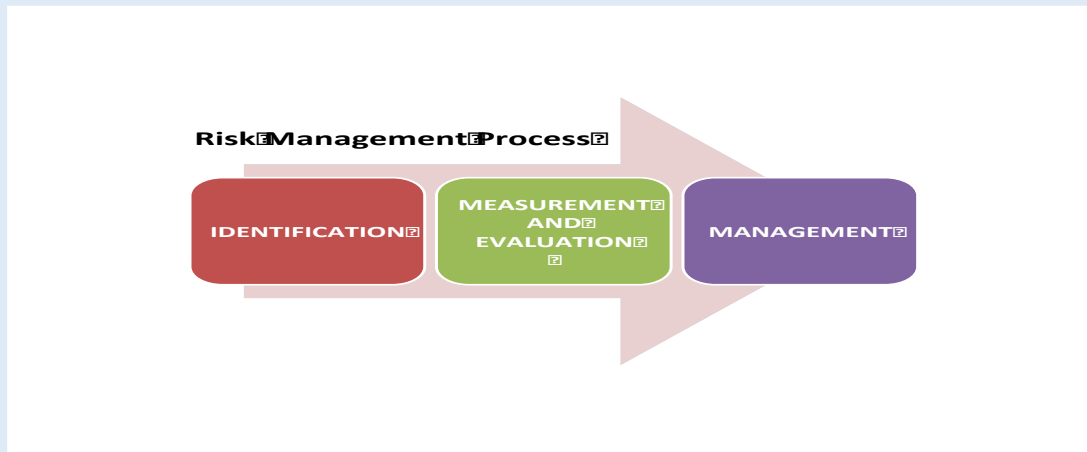 Risk Management Process
IDENTIFICATION
MEASUREMENT
AND
EVALUATION
MANAGEMENT